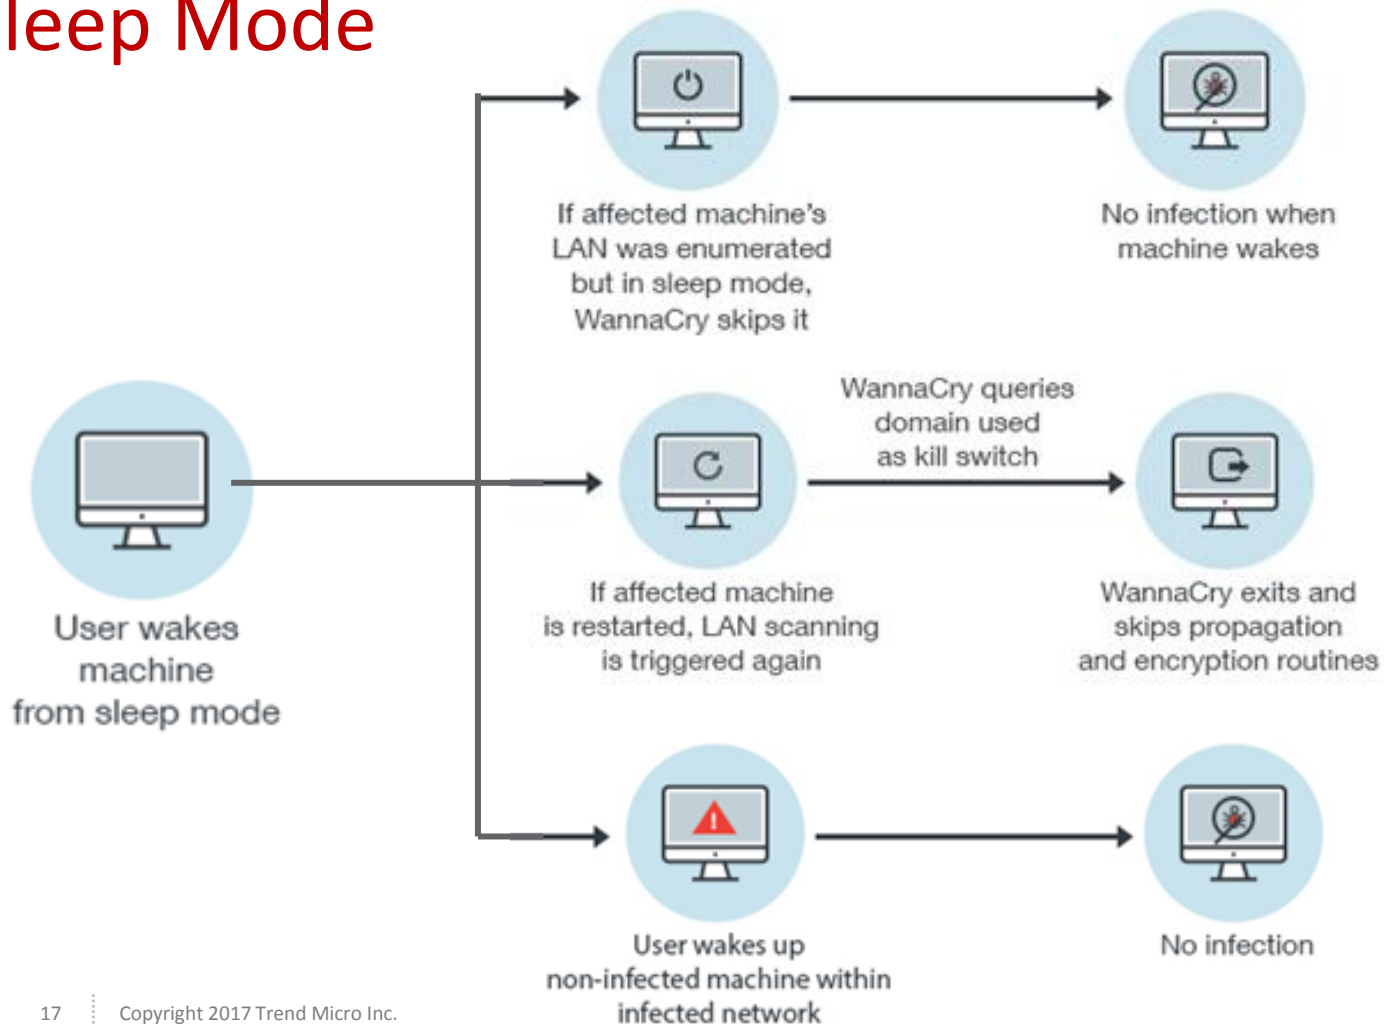 leep Mode
If affected machine's
LAN was enumerated
but in sleep mode,
WannaCry skips it
No infection when
machine wakes
User wakes
machine
from sleep mode
If affected machine
is restarted, LAN scanning
is triggered again
WannaCry queries
domain used
as kill switch
WannaCry exits and
skips propagation
and encryption routines
User wakes up
non-infected machine within
infected network
No infection
17
Copyright 2017 Trend Micro Inc.